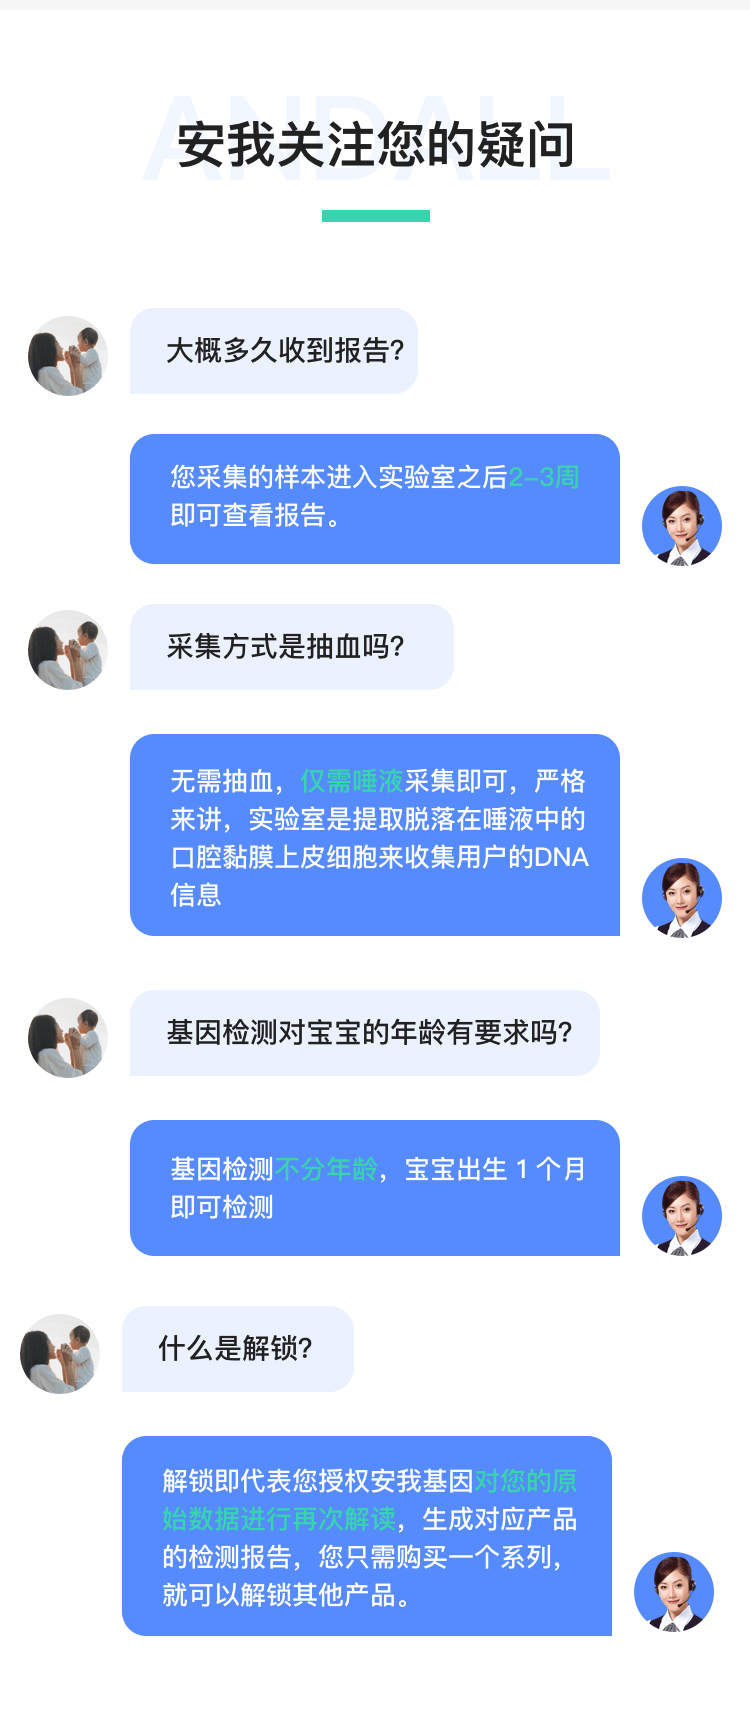 ANDALL
安我关注您的疑问
大概多久收到报告?
您采集的样本进入实验室之后2-3周
即可查看报告。
采集方式是抽血吗?
无需抽血，仅需唾液采集即可，严格
来讲，实验室是提取脱落在唾液中的
口腔黏膜上皮细胞来收集用户的DNA
信息
基因检测对宝宝的年龄有要求吗?
基因检测不分年龄，宝宝出生 1 个月
即可检测
什么是解锁?
解锁即代表您授权安我基因对您的原
始数据进行再次解读，生成对应产品
的检测报告，您只需购买一个系列，
就可以解锁其他产品。